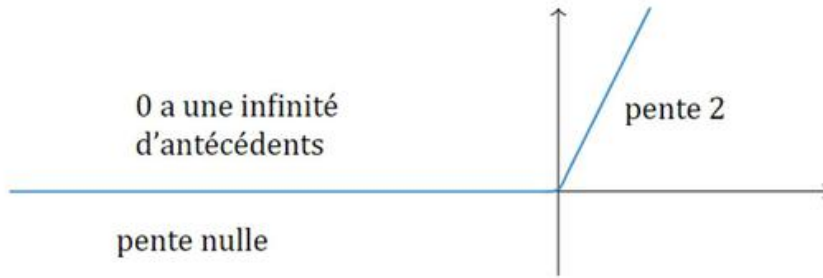 0 a une infinité
d'antécédents
pente 2
pente nulle